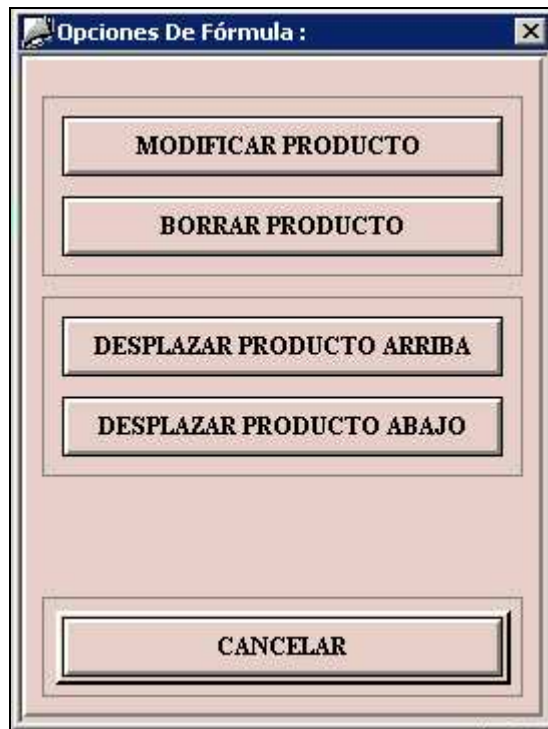 Opciones De Fórmula :
MODIFICAR PRODUCTO
BORRAR PRODUCTO
DESPLAZAR PRODUCTO ARRIBA
DESPLAZAR PRODUCTO ABAJO
CANCELAR